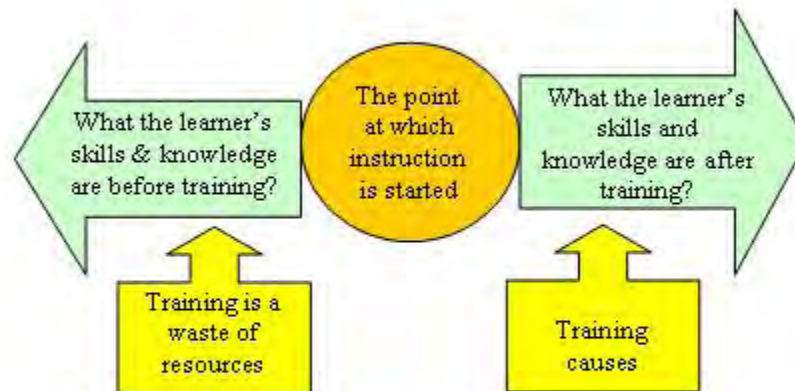 What the learner's
skills & knowledge
are before training?
The point
at which
instruction
is started
What the learner's
skills and
knowledge are after
training?
Training is a
waste of
resources
Training
causes